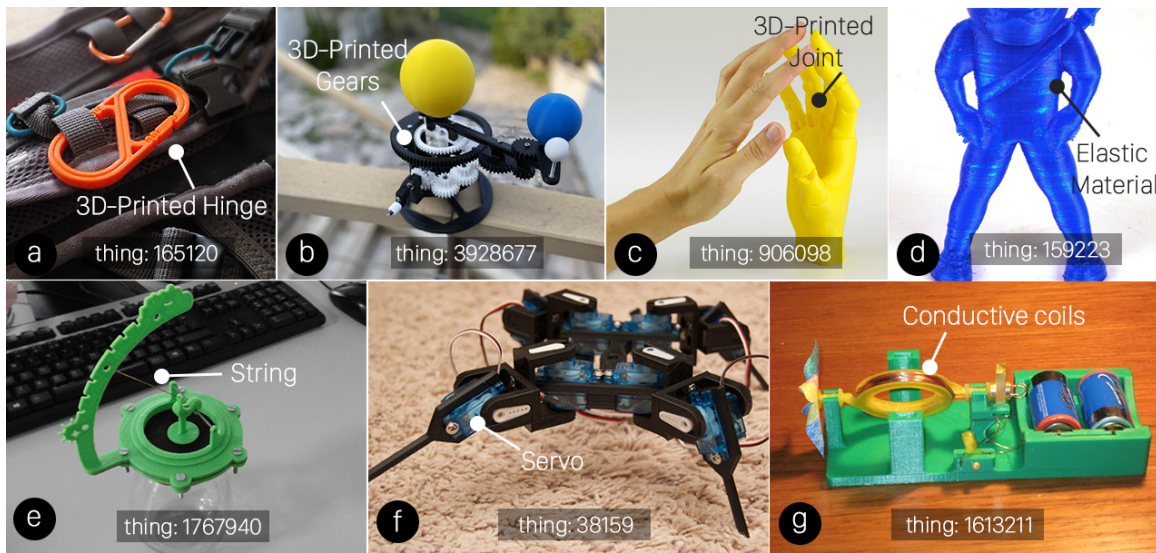 3D-Printed Hinge
a
thing: 165120
3D-Printed
Gears
b
thing: 3928677
3D-Printed
Joint
c
thing: 906098
Elastic
Material
d
thing: 159223
String
e
thing: 1767940
Servo
f
thing: 38159
Conductive coils
g
thing: 1613211